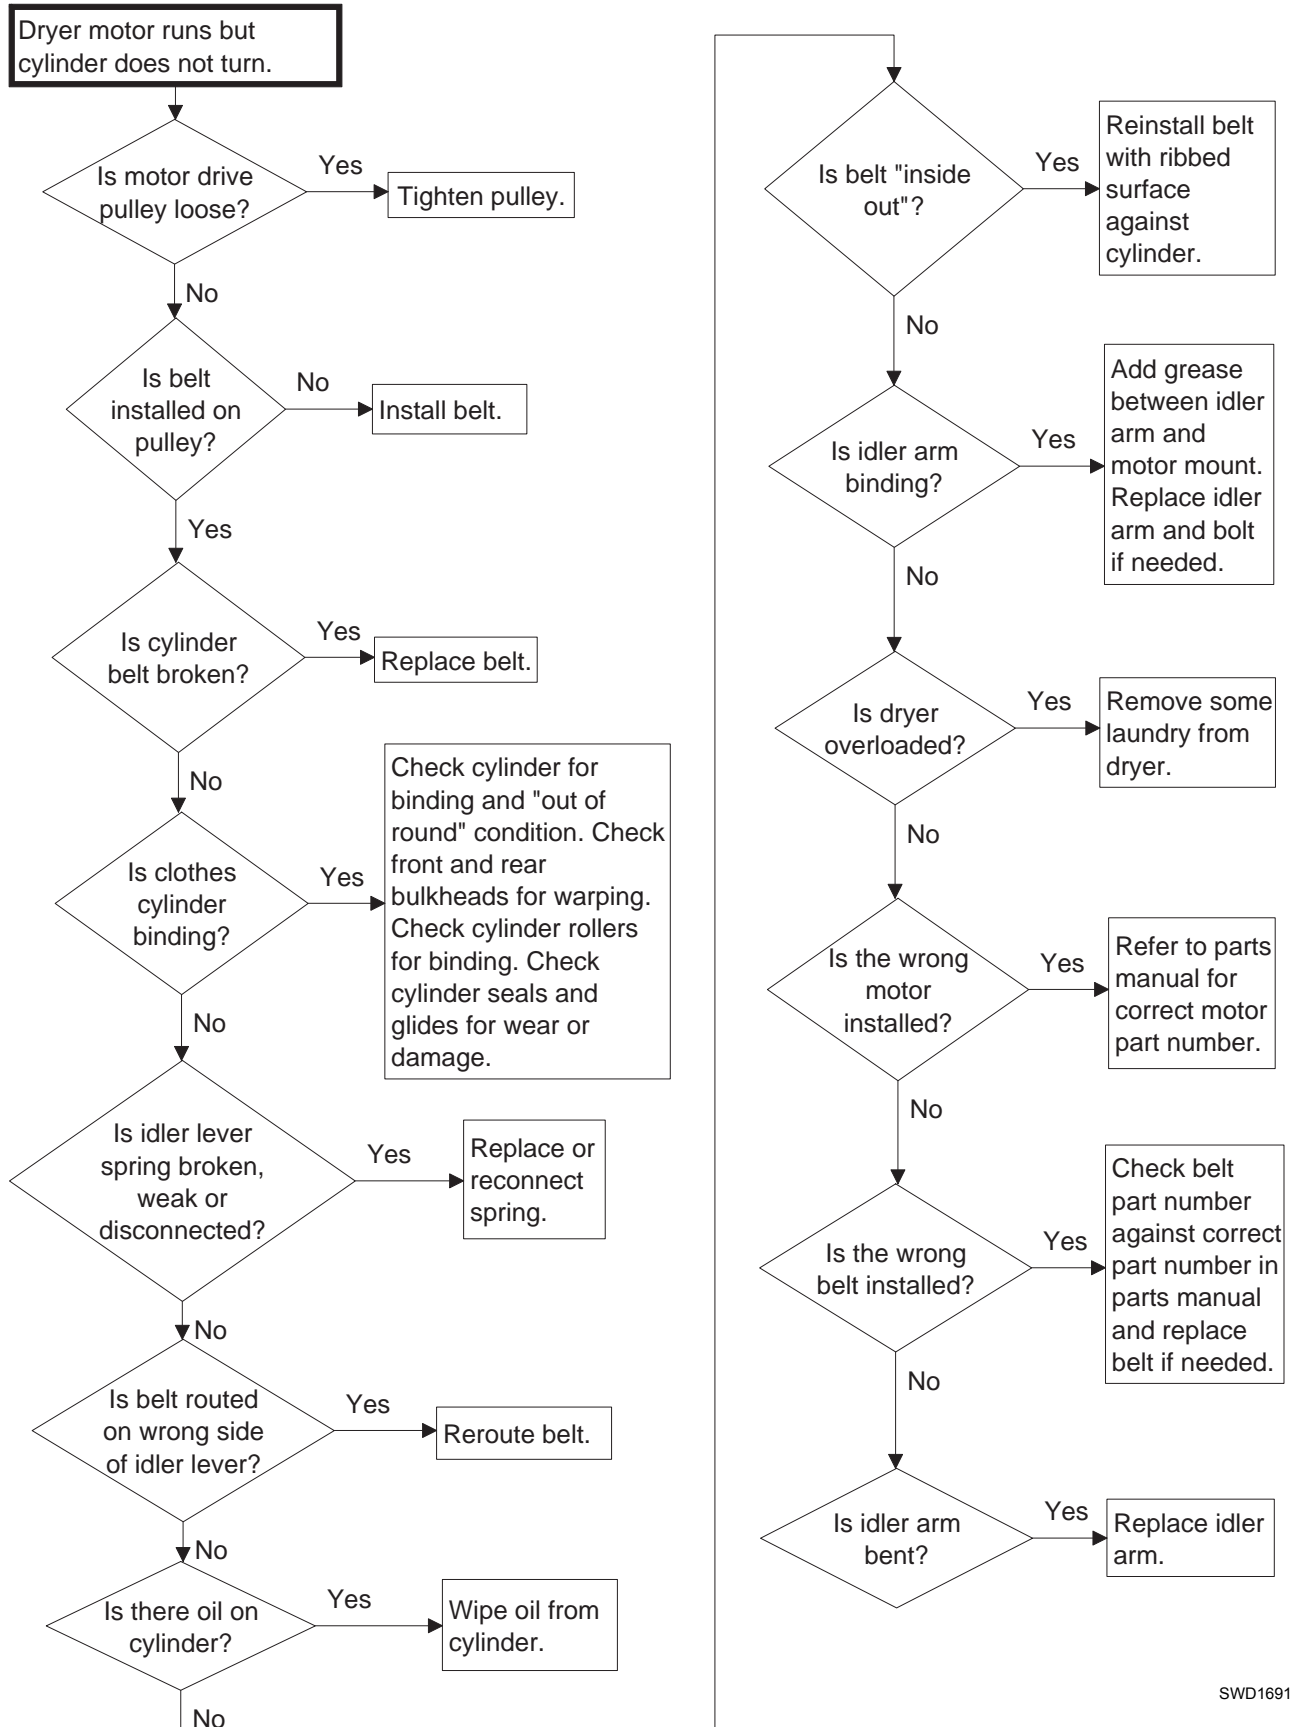 Dryer motor runs but
cylinder does not turn.
Is motor drive
pulley loose?
Yes
Tighten pulley.
No
Is belt
installed on
pulley?
No
Install belt.
Yes
Is cylinder
belt broken?
Yes
Replace belt.
No
Is clothes
cylinder
binding?
Yes
Check cylinder for
binding and "out of
round" condition. Check
front and rear
bulkheads for warping.
Check cylinder rollers
for binding. Check
cylinder seals and
glides for wear or
damage.
No
Is idler lever
spring broken,
weak or
disconnected?
Yes
Replace or
reconnect
spring.
No
Is belt routed
on wrong side
of idler lever?
Yes
Reroute belt.
No
Is there oil on
cylinder?
Yes
Wipe oil from
cylinder.
No
Is belt "inside
out"?
Yes
Reinstall belt
with ribbed
surface
against
cylinder.
No
Is idler arm
binding?
Yes
Add grease
between idler
arm and
motor mount.
Replace idler
arm and bolt
if needed.
No
Is dryer
overloaded?
Yes
Remove some
laundry from
dryer.
No
Is the wrong
motor
installed?
Yes
Refer to parts
manual for
correct motor
part number.
No
Is the wrong
belt installed?
Yes
Check belt
part number
against correct
part number in
parts manual
and replace
belt if needed.
No
Is idler arm
bent?
Yes
Replace idler
arm.
SWD1691